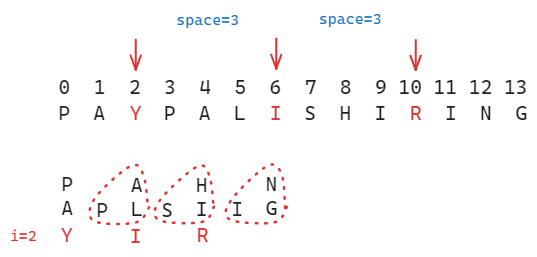 space=3 space=3
0 1 2 3 4 5 6 7 8 9 10 11 12 13
P A Y P A L I S H I R I N G
P A H N
A P L S I I G
i=2 Y I R